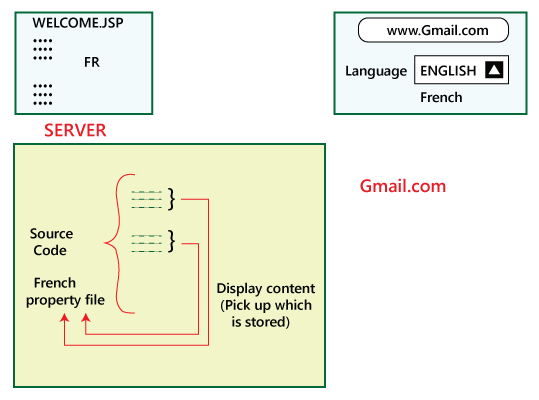 WELCOME.JSP
FR
www.Gmail.com
Language ENGLISH
French
SERVER
Gmail.com
Source
Code
French
property file
Display content
(Pick up which
is stored)